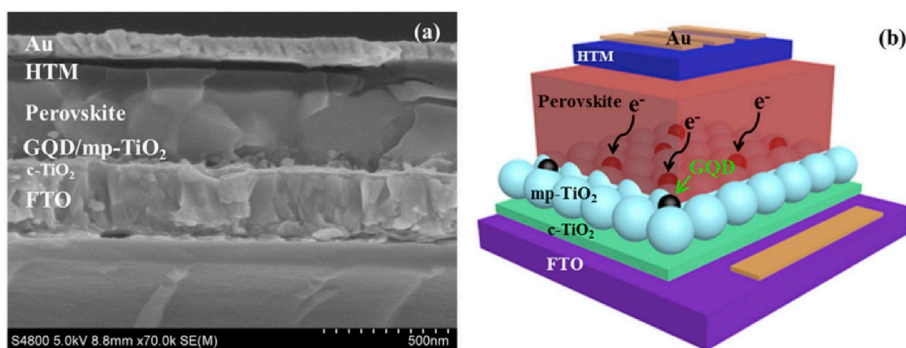 (a)
Au
HTM
Perovskite
GQD/mp-TiO₂
c-TiO₂
FTO
S4800 5.0kV 8.8mm x70.0k SE(M)
500nm
(b)
Au
HTM
Perovskite
e⁻
e⁻
e⁻
GQD
mp-TiO₂
c-TiO₂
FTO